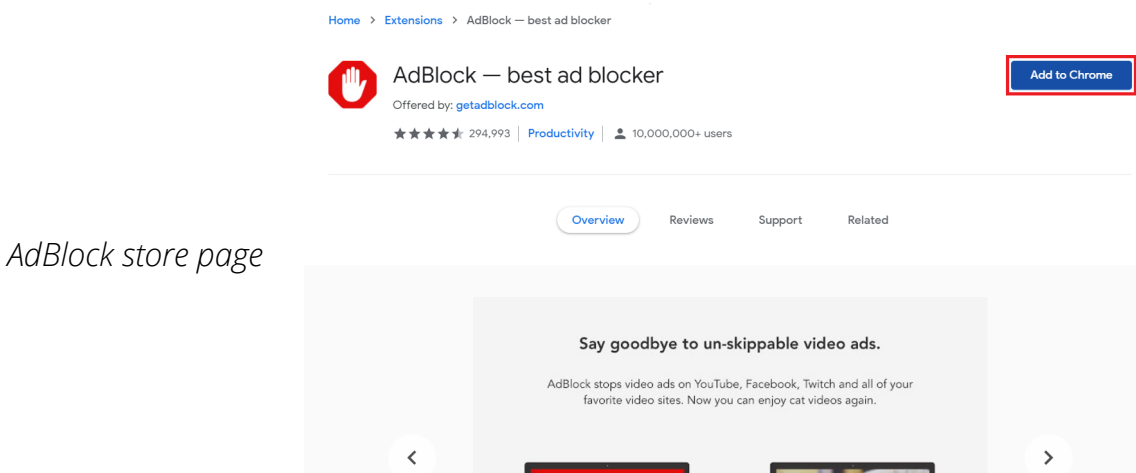 Home > Extensions > AdBlock — best ad blocker
AdBlock — best ad blocker
Add to Chrome
Offered by: getadblock.com
294,993 | Productivity | 10,000,000+ users
Overview Reviews Support Related
AdBlock store page
Say goodbye to un-skippable video ads.
AdBlock stops video ads on YouTube, Facebook, Twitch and all of your
favorite video sites. Now you can enjoy cat videos again.